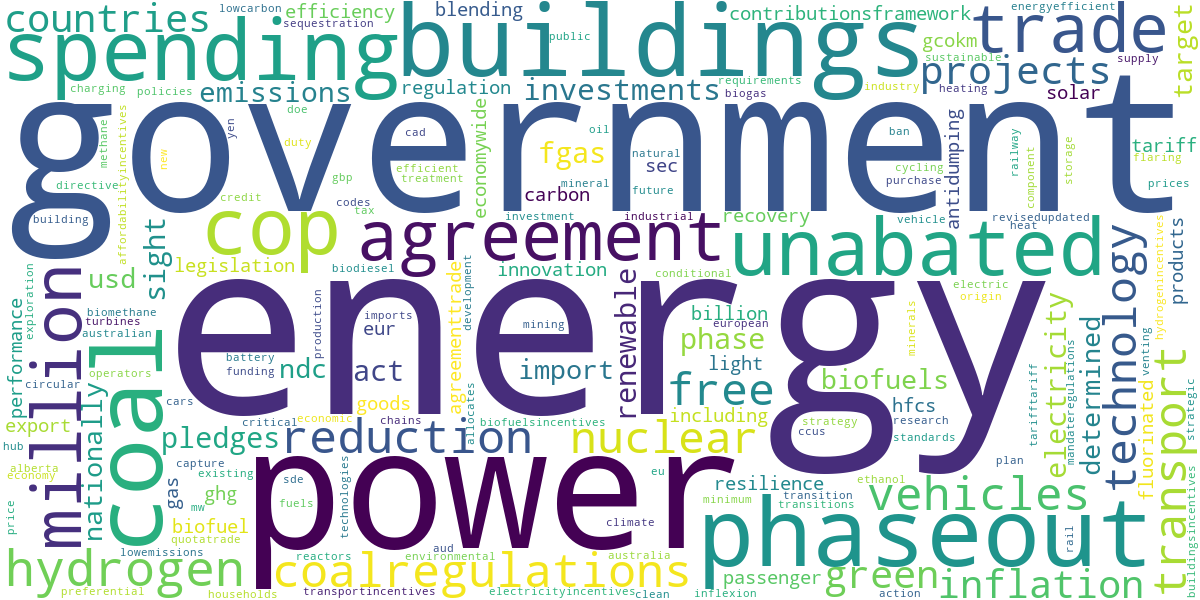 countries
lowcarbon
efficiency
sequestration
blending
public
contributionsframework
energyefficient
gcokm
sustainable
trade
supply
target
spending
buildings
charging
policies
emissions
regulation
investments
requirements
biogas
industry
projects
heating
solar
government
methane
affordabilityincentives
new
doe
yen
duty
cad
gbp
efficient
treatment
economywide
fgas
oil
natural
sec
mineral
future
carbon
ban
cycling
purchase
antidumping
railway
component
storage
tariff
flaring
prices
directive
building
credit
codes
tax
investment
industrial
recovery
vehicle
revisedupdated
heat
cop
agreement
unabated
sight
legislation
biodiesel
innovation
conditional
electric
origin
hydrogenincentives
products
technology
exploration
million
usd
biomethane
turbines
australian
coal
energy
production
imports
eur
agreementtrade
development
mining
renewable
billion
european
phase
minerals
electricity
determined
mandateregulations
tarifftariff
venting
strategic
performance
operators
battery
funding
ndc
act
import
light
free
biofuels
circular
cars
nationally
goods
allocates
including
strategy
hfcs
research
standards
ccus
critical
economic
chains
biofuelsincentives
export
hub
pledges
reduction
nuclear
fluorinated
transport
buildingsincentives
alberta
economy
price
capture
existing
gas
ghg
mw
sde
fuels
technologies
power
eu
minimum
climate
resilience
transition
transitions
ethanol
plan
vehicles
biofuel
quotatrade
phaseout
rail
lowemissions
aud
hydrogen
reactors
environmental
australia
coalregulations
passenger
green
inflation
preferential
households
transportincentives
electricityincentives
clean
inflexion
action